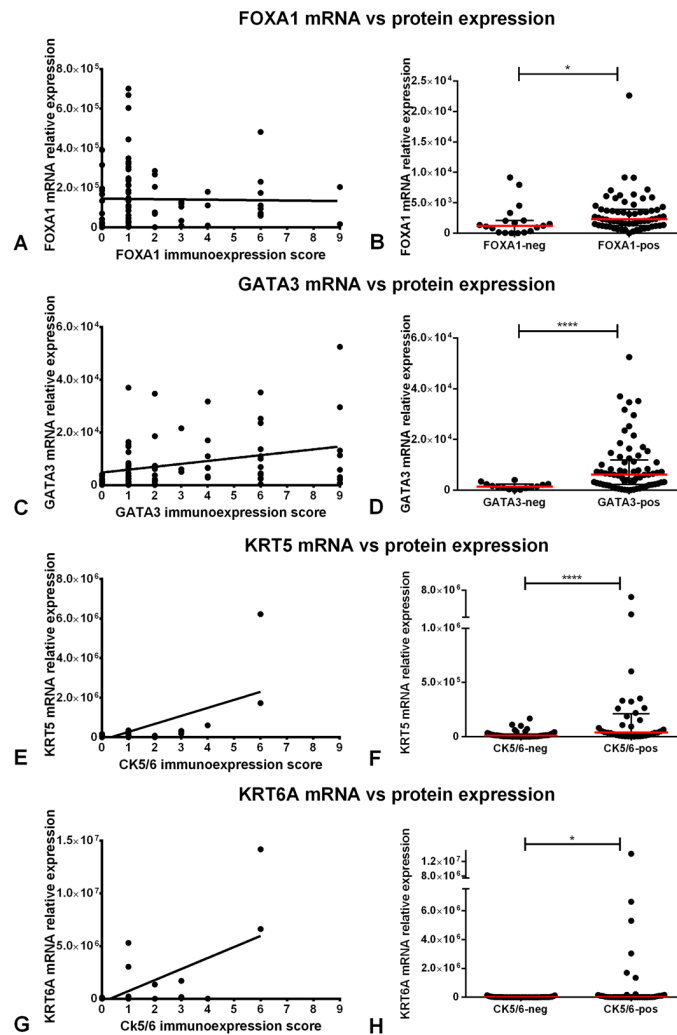 FOXA1 mRNA vs protein expression
FOXA1 mRNA relative expression
8.0×10⁵
6.0×10⁵
4.0×10⁵
2.0×10⁵
0
0 1 2 3 4 5 6 7 8 9
FOXA1 immunoexpression score
A
FOXA1 mRNA relative expression
2.5×10⁴
2.0×10⁴
1.5×10⁴
1.0×10⁴
5.0×10³
0
*
FOXA1-neg FOXA1-pos
B
GATA3 mRNA vs protein expression
GATA3 mRNA relative expression
6.0×10⁴
4.0×10⁴
2.0×10⁴
0
0 1 2 3 4 5 6 7 8 9
GATA3 immunoexpression score
C
GATA3 mRNA relative expression
6.0×10⁴
4.0×10⁴
2.0×10⁴
0
****
GATA3-neg GATA3-pos
D
KRT5 mRNA vs protein expression
KRT5 mRNA relative expression
8.0×10⁶
6.0×10⁶
4.0×10⁶
2.0×10⁶
0
0 1 2 3 4 5 6 7 8 9
CK5/6 immunoexpression score
E
KRT5 mRNA relative expression
8.0×10⁶
1.0×10⁶
5.0×10⁵
0
****
CK5/6-neg CK5/6-pos
F
KRT6A mRNA vs protein expression
KRT6A mRNA relative expression
1.5×10⁷
1.0×10⁷
5.0×10⁶
0
0 1 2 3 4 5 6 7 8 9
Ck5/6 immunoexpression score
G
KRT6A mRNA relative expression
1.2×10⁷
8.0×10⁶
6.0×10⁶
4.0×10⁶
2.0×10⁶
0
*
CK5/6-neg CK5/6-pos
H